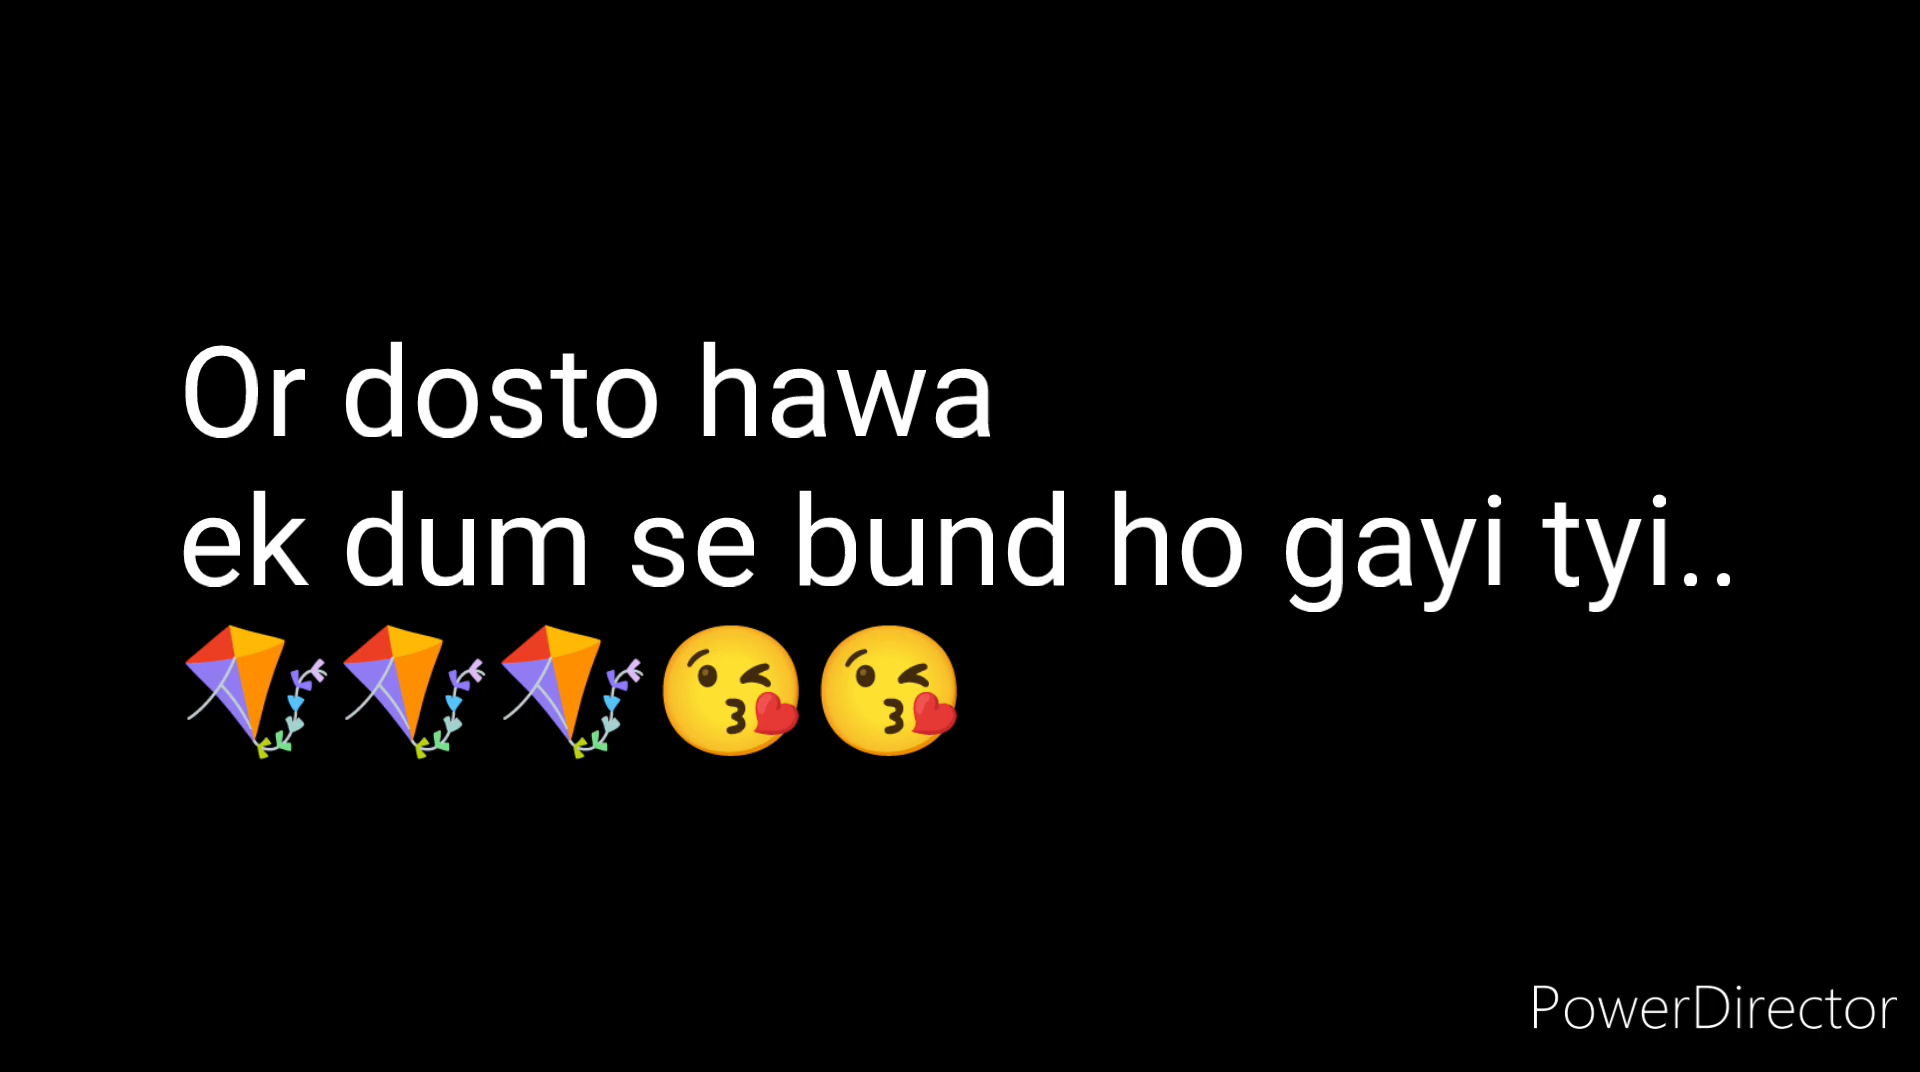 Or dosto hawa
ek dum se bund ho gayi tyi..
🪁🪁🪁😘😘
PowerDirector